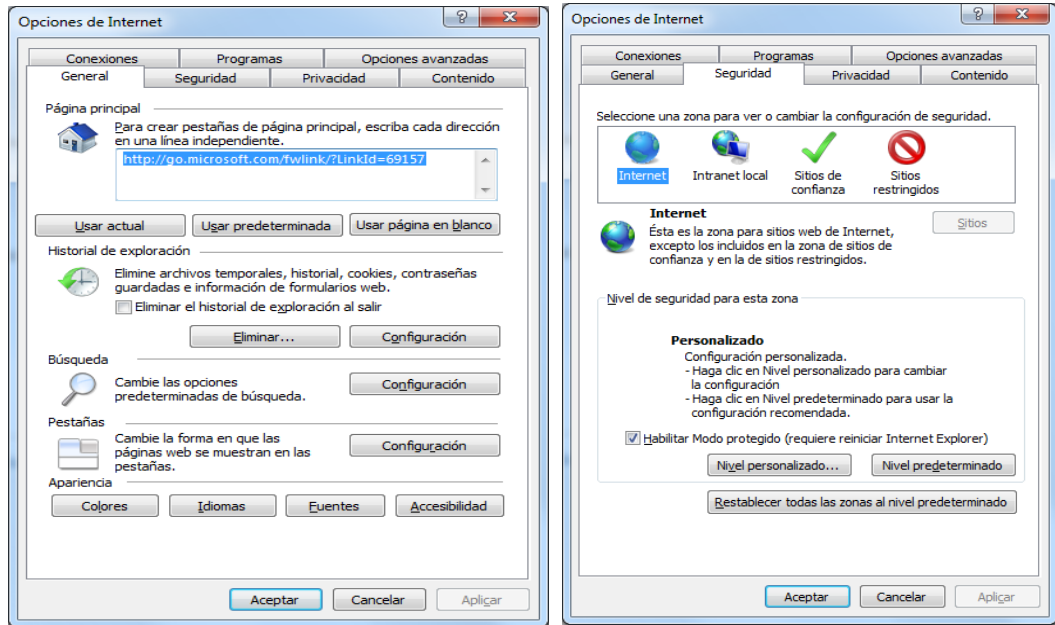 Opciones de Internet
Conexiones
Programas
Opciones avanzadas
General
Seguridad
Privacidad
Contenido
Página principal
Para crear pestañas de página principal, escriba cada dirección
en una línea independiente.
http://go.microsoft.com/fwlink/?LinkId=69157
Usar actual
Usar predeterminada
Usar página en blanco
Historial de exploración
Elimine archivos temporales, historial, cookies, contraseñas
guardadas e información de formularios web.
Eliminar el historial de exploración al salir
Eliminar...
Configuración
Búsqueda
Cambie las opciones
predeterminadas de búsqueda.
Configuración
Pestañas
Cambie la forma en que las
páginas web se muestran en las
pestañas.
Configuración
Apariencia
Colores
Idiomas
Fuentes
Accesibilidad
Aceptar
Cancelar
Aplicar
Opciones de Internet
Conexiones
Programas
Opciones avanzadas
General
Seguridad
Privacidad
Contenido
Seleccione una zona para ver o cambiar la configuración de seguridad.
Internet
Intranet local
Sitios de
confianza
Sitios
restringidos
Internet
Ésta es la zona para sitios web de Internet,
excepto los incluidos en la zona de sitios de
confianza y en la de sitios restringidos.
Sitios
Nivel de seguridad para esta zona
Personalizado
Configuración personalizada.
- Haga clic en Nivel personalizado para cambiar
la configuración
- Haga clic en Nivel predeterminado para usar la
configuración recomendada.
Habilitar Modo protegido (requiere reiniciar Internet Explorer)
Nivel personalizado...
Nivel predeterminado
Restablecer todas las zonas al nivel predeterminado
Aceptar
Cancelar
Aplicar